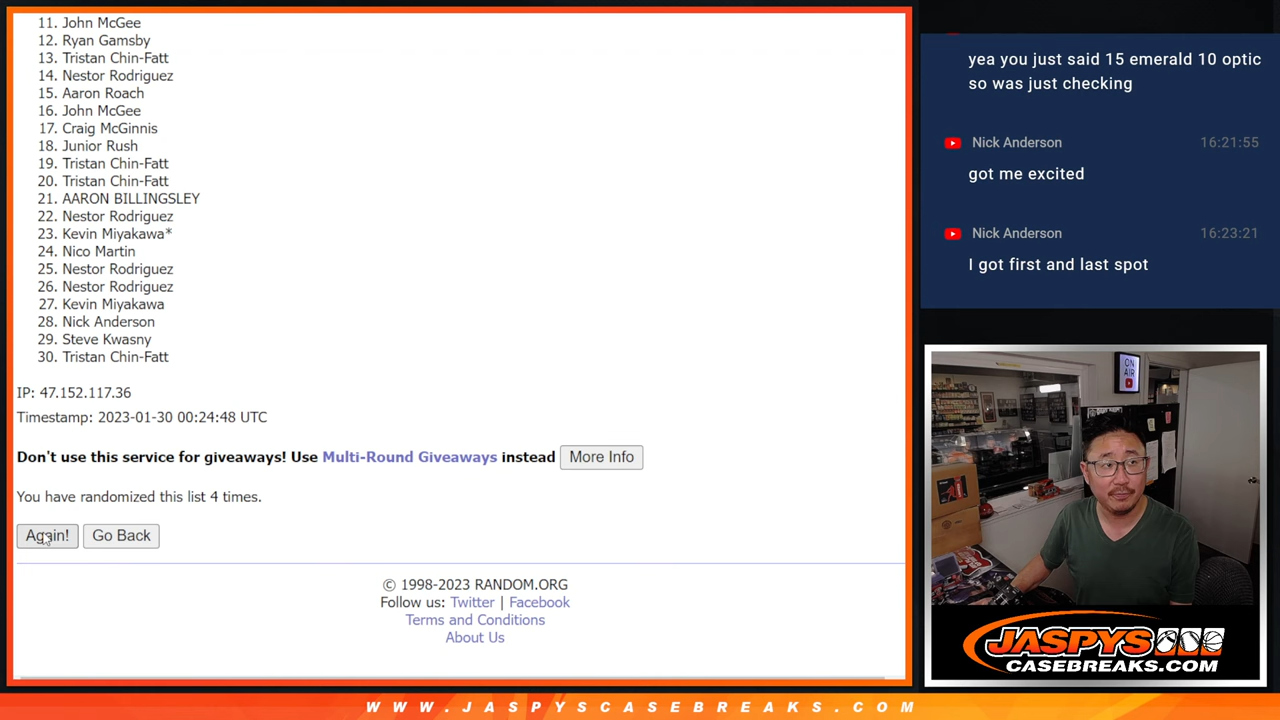 11. John McGee
12. Ryan Gamsby
13. Tristan Chin-Fatt
14. Nestor Rodriguez
15. Aaron Roach
16. John McGee
17. Craig McGinnis
18. Junior Rush
19. Tristan Chin-Fatt
20. Tristan Chin-Fatt
21. AARON BILLINGSLEY
22. Nestor Rodriguez
23. Kevin Miyakawa*
24. Nico Martin
25. Nestor Rodriguez
26. Nestor Rodriguez
27. Kevin Miyakawa
28. Nick Anderson
29. Steve Kwasny
30. Tristan Chin-Fatt
IP: 47.152.117.36
Timestamp: 2023-01-30 00:24:48 UTC
Don't use this service for giveaways! Use Multi-Round Giveaways instead More Info
You have randomized this list 4 times.
Again! Go Back
© 1998-2023 RANDOM.ORG
Follow us: Twitter | Facebook
Terms and Conditions
About Us
yea you just said 15 emerald 10 optic
so was just checking
Nick Anderson 16:21:55
got me excited
Nick Anderson 16:23:21
I got first and last spot
ON
AIR
JASPYS
CASEBREAKS.COM
WWW.JASPYSCASEBREAKS.COM